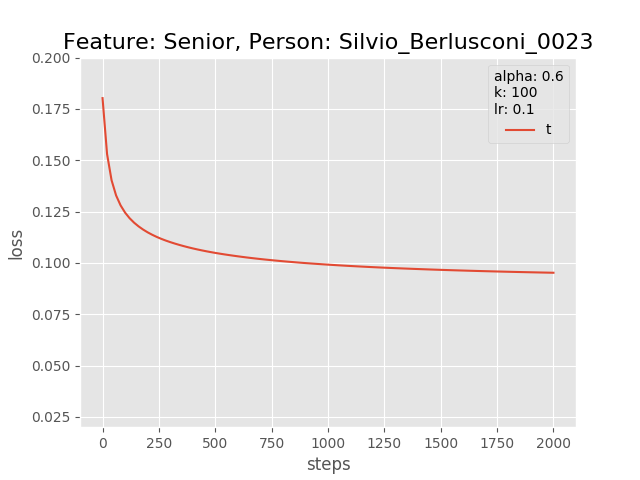 Feature: Senior, Person: Silvio_Berlusconi_0023
0.200
0.175
0.150
0.125
0.100
0.075
0.050
0.025
loss
alpha: 0.6
k: 100
lr: 0.1
t
0 250 500 750 1000 1250 1500 1750 2000
steps